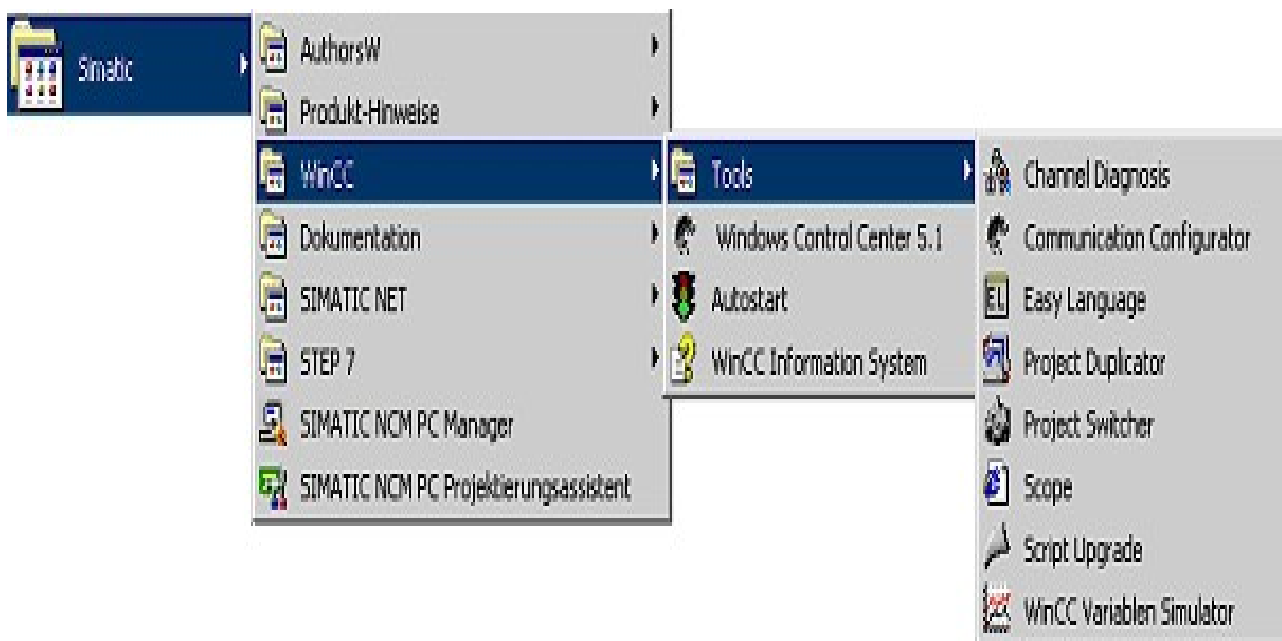 Simatic
AuthorsW
Produkt-Hinweise
WinCC
Dokumentation
SIMATIC NET
STEP 7
SIMATIC NCM PC Manager
SIMATIC NCM PC Projektierungsassistent
Tools
Windows Control Center 5.1
Autostart
WinCC Information System
Channel Diagnosis
Communication Configurator
EL Easy Language
Project Duplicator
Project Switcher
Scope
Script Upgrade
WinCC Variablen Simulator